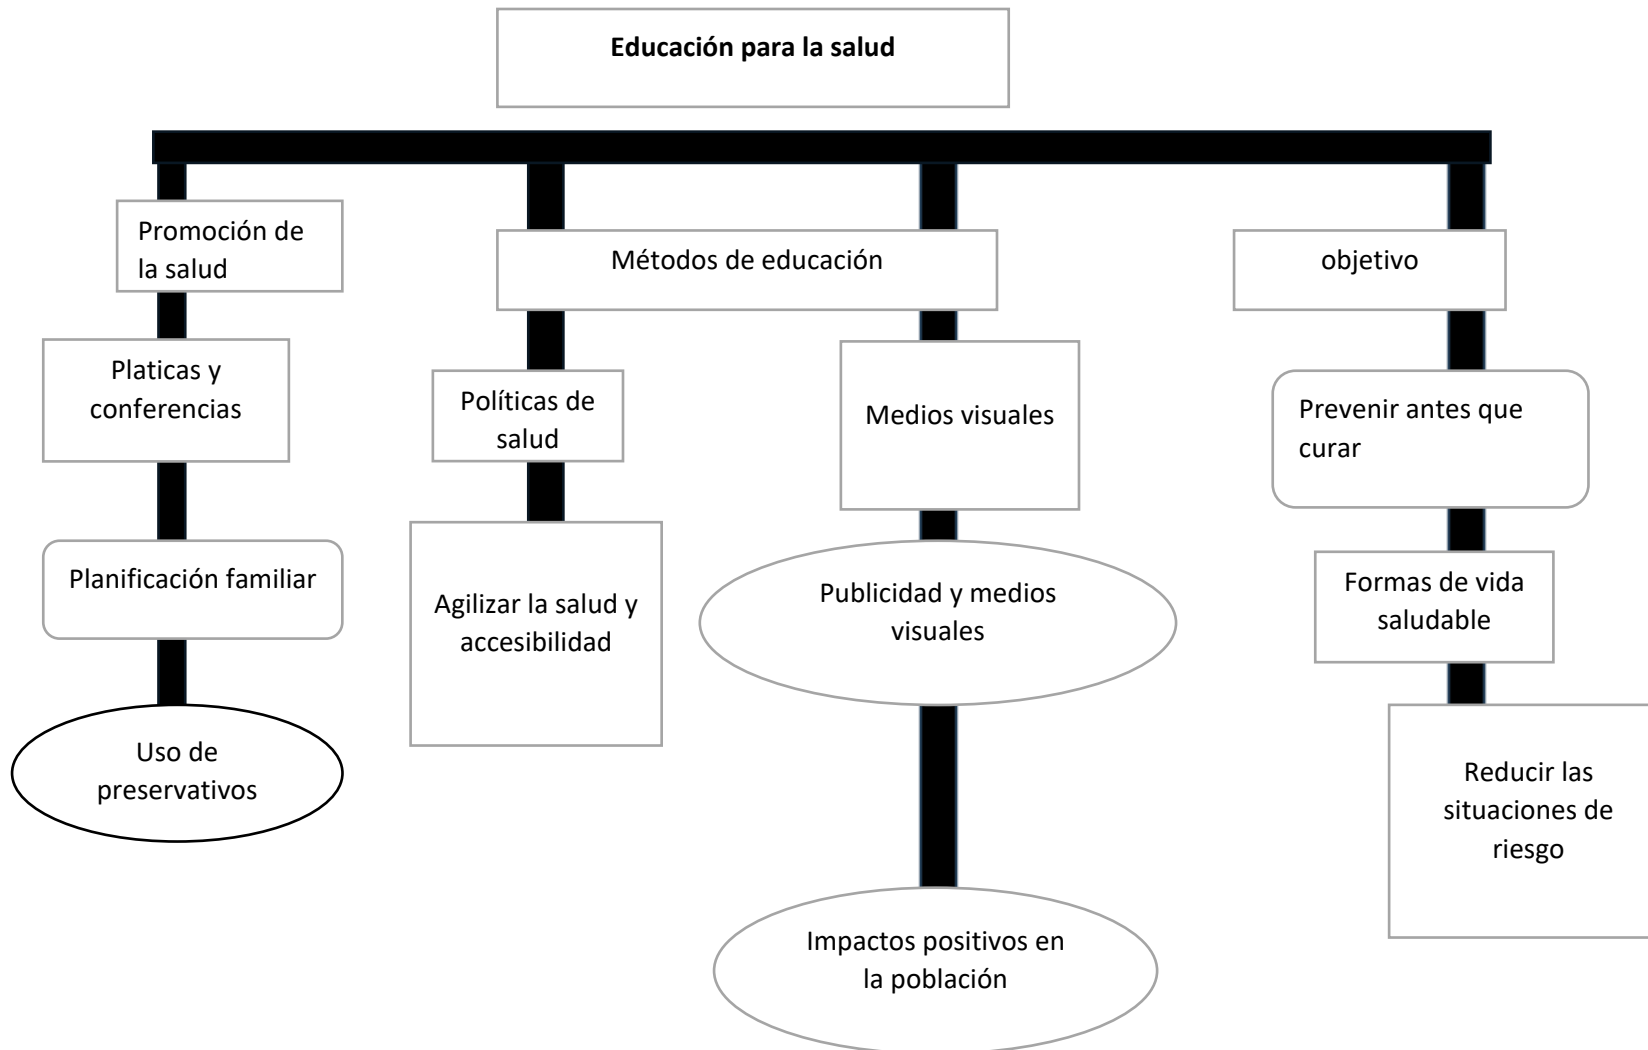 Educación para la salud
Promoción de
la salud
Métodos de educación
objetivo
Platicas y
conferencias
Políticas de
salud
Medios visuales
Prevenir antes que
curar
Planificación familiar
Agilizar la salud y
accesibilidad
Publicidad y medios
visuales
Formas de vida
saludable
Uso de
preservativos
Reducir las
situaciones de
riesgo
Impactos positivos en
la población